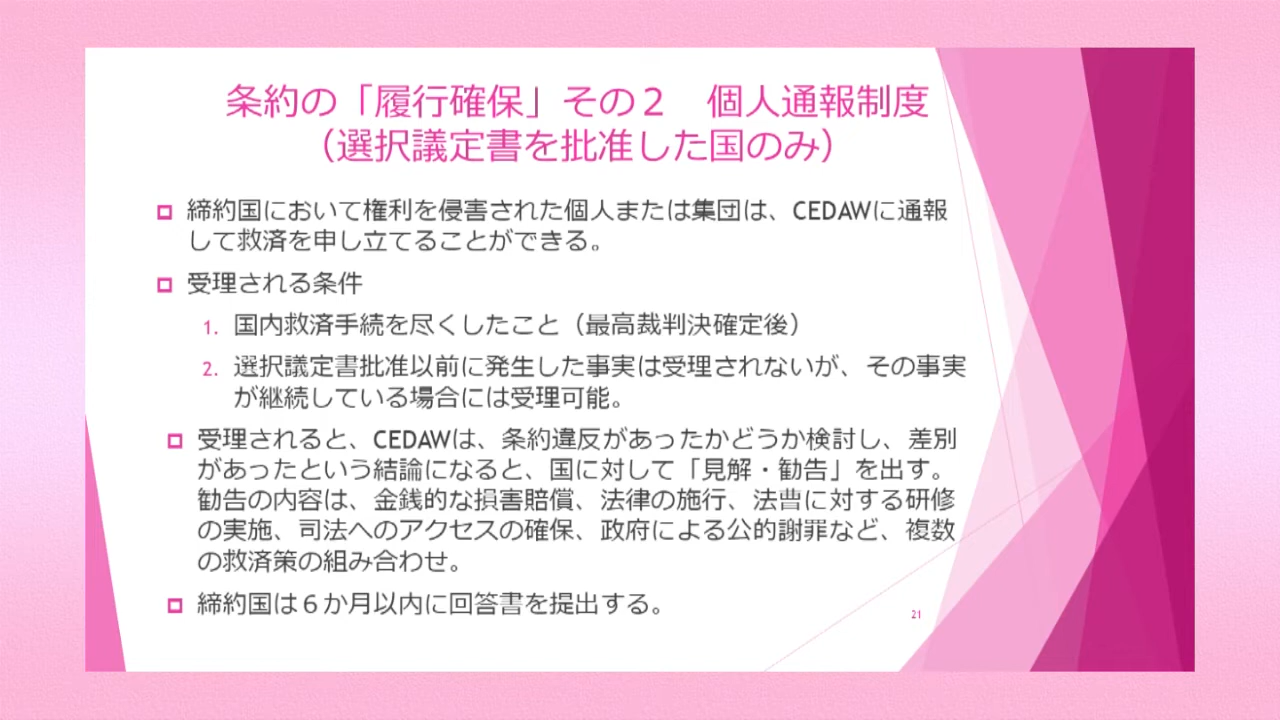 条約の「履行確保」その２　個人通報制度
（選択議定書を批准した国のみ）
締約国において権利を侵害された個人または集団は、CEDAWに通報
して救済を申し立てることができる。
受理される条件
1. 国内救済手続を尽くしたこと（最高裁判決確定後）
2. 選択議定書批准以前に発生した事実は受理されないが、その事実
が継続している場合には受理可能。
受理されると、CEDAWは、条約違反があったかどうか検討し、差別
があったという結論になると、国に対して「見解・勧告」を出す。
勧告の内容は、金銭的な損害賠償、法律の施行、法曹に対する研修
の実施、司法へのアクセスの確保、政府による公的謝罪など、複数
の救済策の組み合わせ。
締約国は６か月以内に回答書を提出する。
21